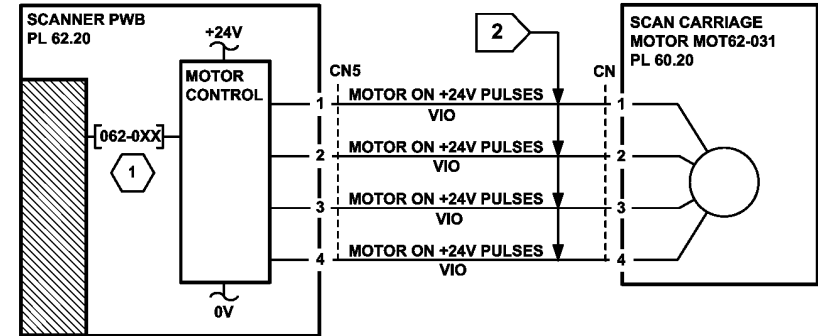 SCANNER PWB
PL 62.20
+24V
MOTOR
CONTROL
[062-0XX]
1
0V
CN5
1
2
3
4
2
MOTOR ON +24V PULSES
VIO
MOTOR ON +24V PULSES
VIO
MOTOR ON +24V PULSES
VIO
MOTOR ON +24V PULSES
VIO
CN
1
2
3
4
SCAN CARRIAGE
MOTOR MOT62-031
PL 60.20